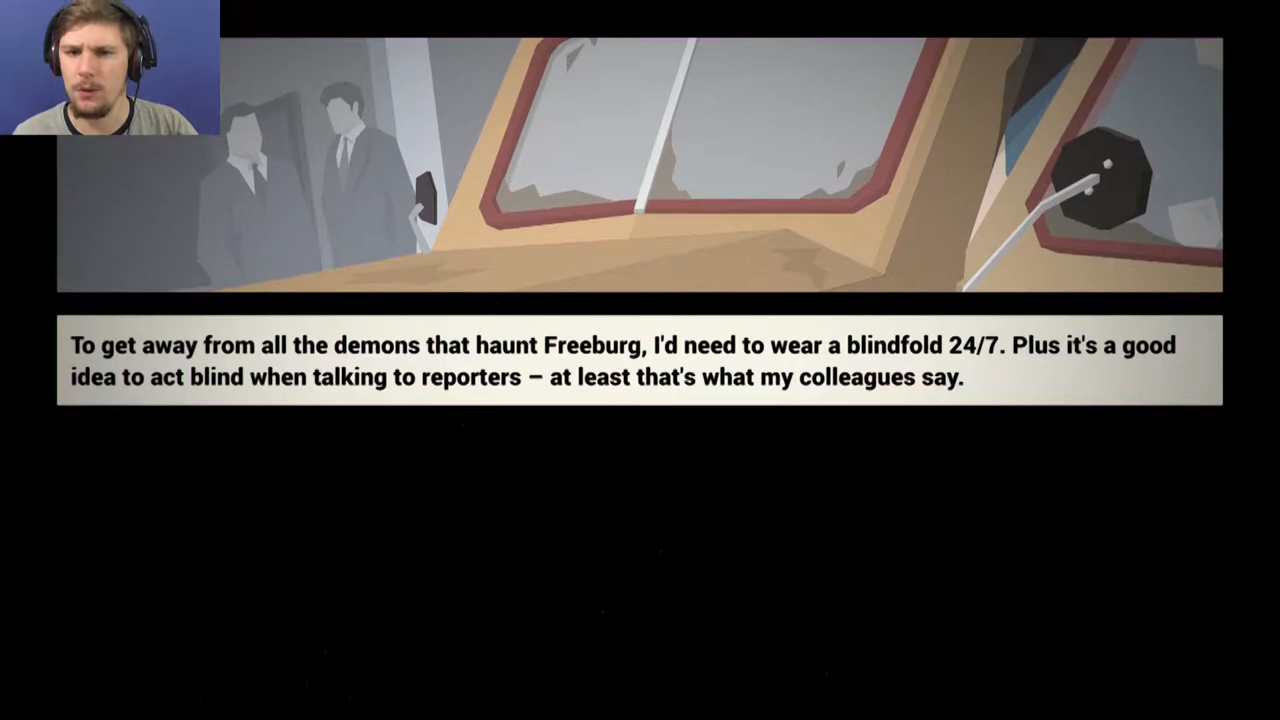 To get away from all the demons that haunt Freeburg, I'd need to wear a blindfold 24/7. Plus it's a good
idea to act blind when talking to reporters – at least that's what my colleagues say.